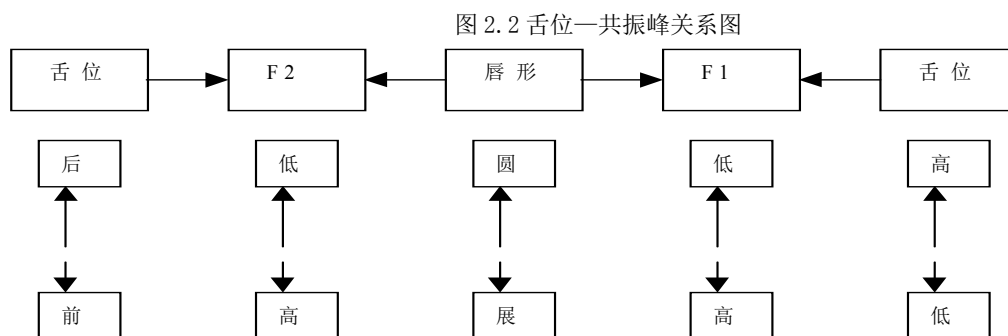 图 2.2 舌位—共振峰关系图
舌 位 F 2 唇 形 F 1 舌 位
后 低 圆 低 高
前 高 展 高 低